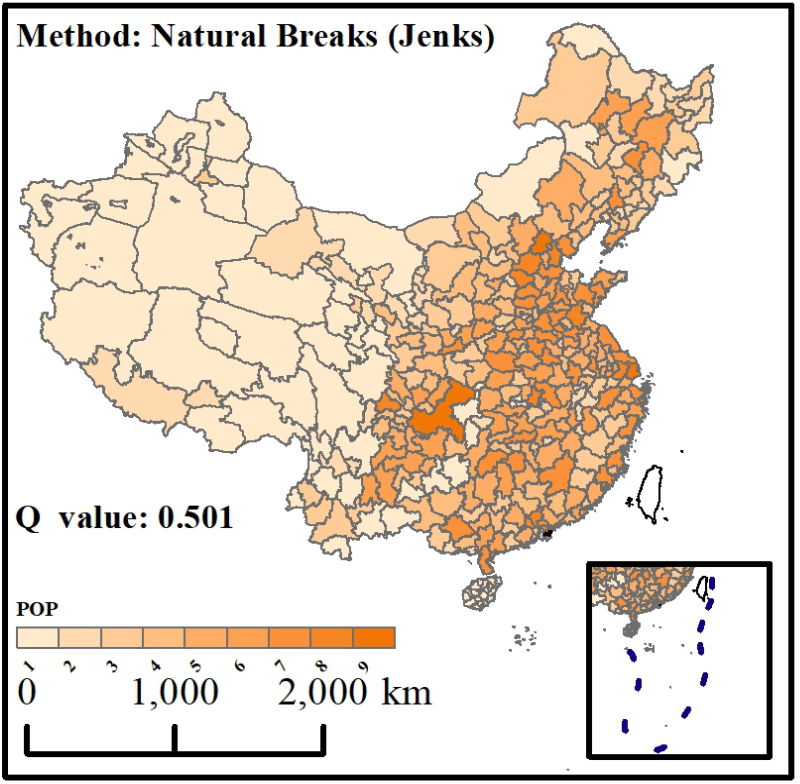 Method: Natural Breaks (Jenks)
Q value: 0.501
POP
1 2 3 4 5 6 7 8 9
0 1,000 2,000 km